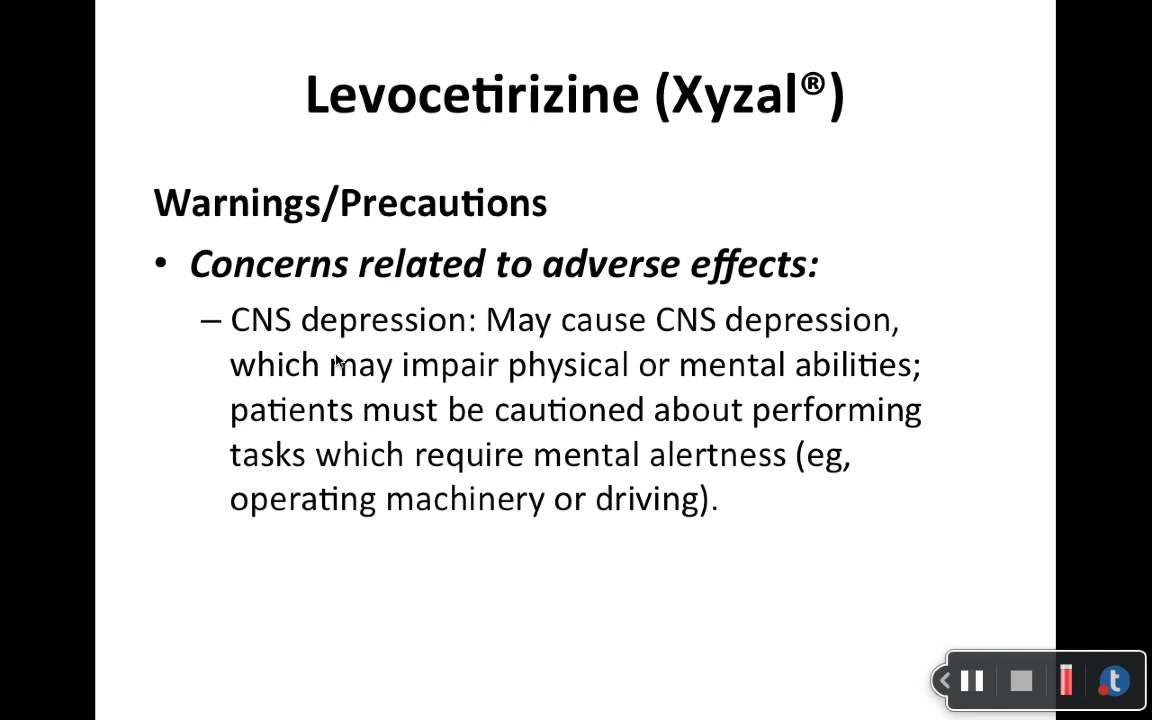 Levocetirizine (Xyzal®)
Warnings/Precautions
• Concerns related to adverse effects:
– CNS depression: May cause CNS depression,
which may impair physical or mental abilities;
patients must be cautioned about performing
tasks which require mental alertness (eg,
operating machinery or driving).
t